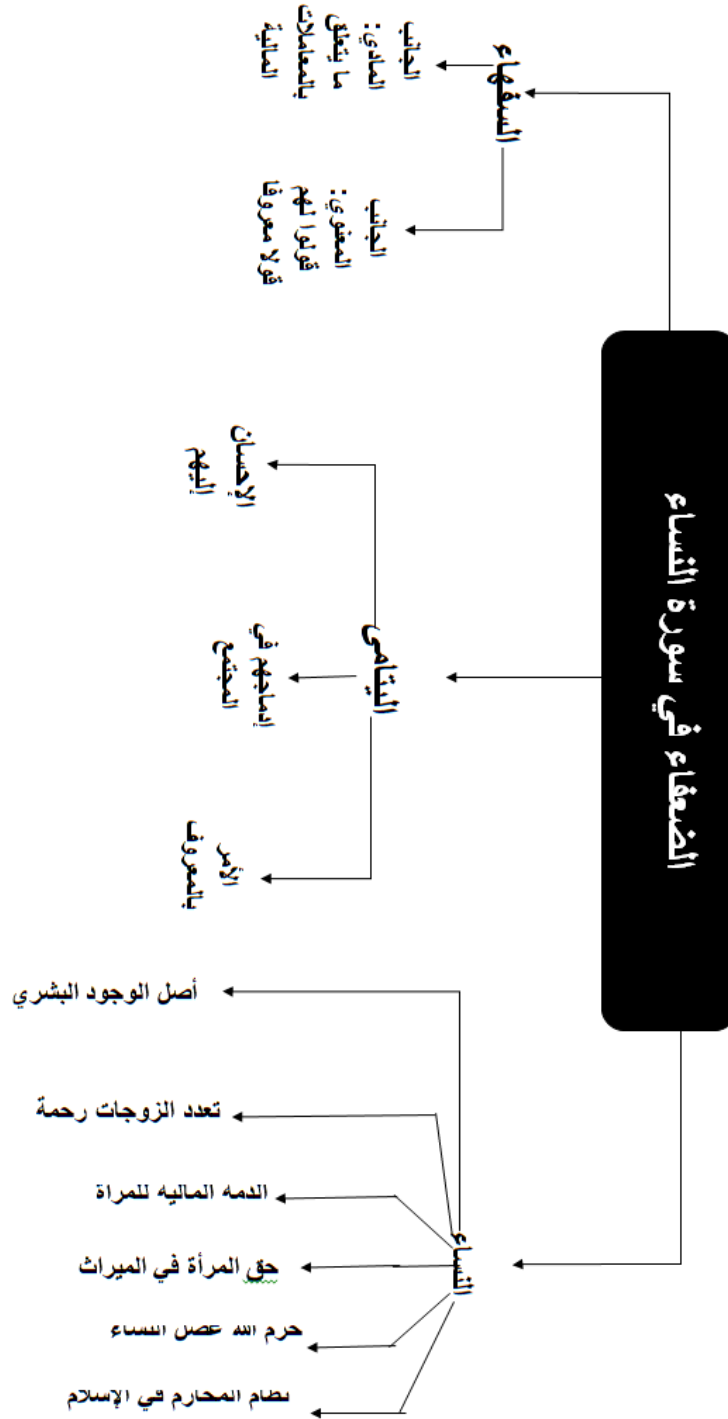 الضعفاء في سورة النساء
السفهاء
الجانب
المادي:
ما يتعلق
بالمعاملات
المالية
الجانب
المعنوي:
قولوا لهم
قولا معروفا
اليتامى
الإحسان
إليهم
إدماجهم في
المجتمع
الأمر
بالمعروف
النساء
أصل الوجود البشري
تعدد الزوجات رحمة
الدمه الماليه للمراة
حق المرأة في الميراث
حرم الله عضل النساء
نظام المحارم في الإسلام